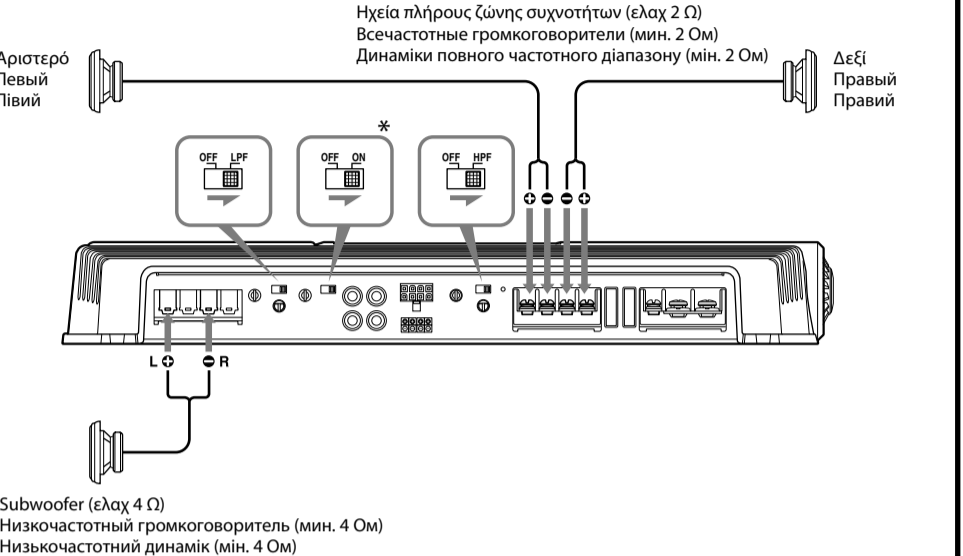 Ηχεία πλήρους ζώνης συχνοτήτων (ελαχ 2 Ω)
Всечастотные громкоговорители (мин. 2 Ом)
Динаміки повного частотного діапазону (мін. 2 Ом)
Αριστερό
Левый
Лівий
Δεξί
Правый
Правий
*
OFF LPF
OFF ON
OFF HPF
L R
Subwoofer (ελαχ 4 Ω)
Низкочастотный громкоговоритель (мин. 4 Ом)
Низькочастотний динамік (мін. 4 Ом)